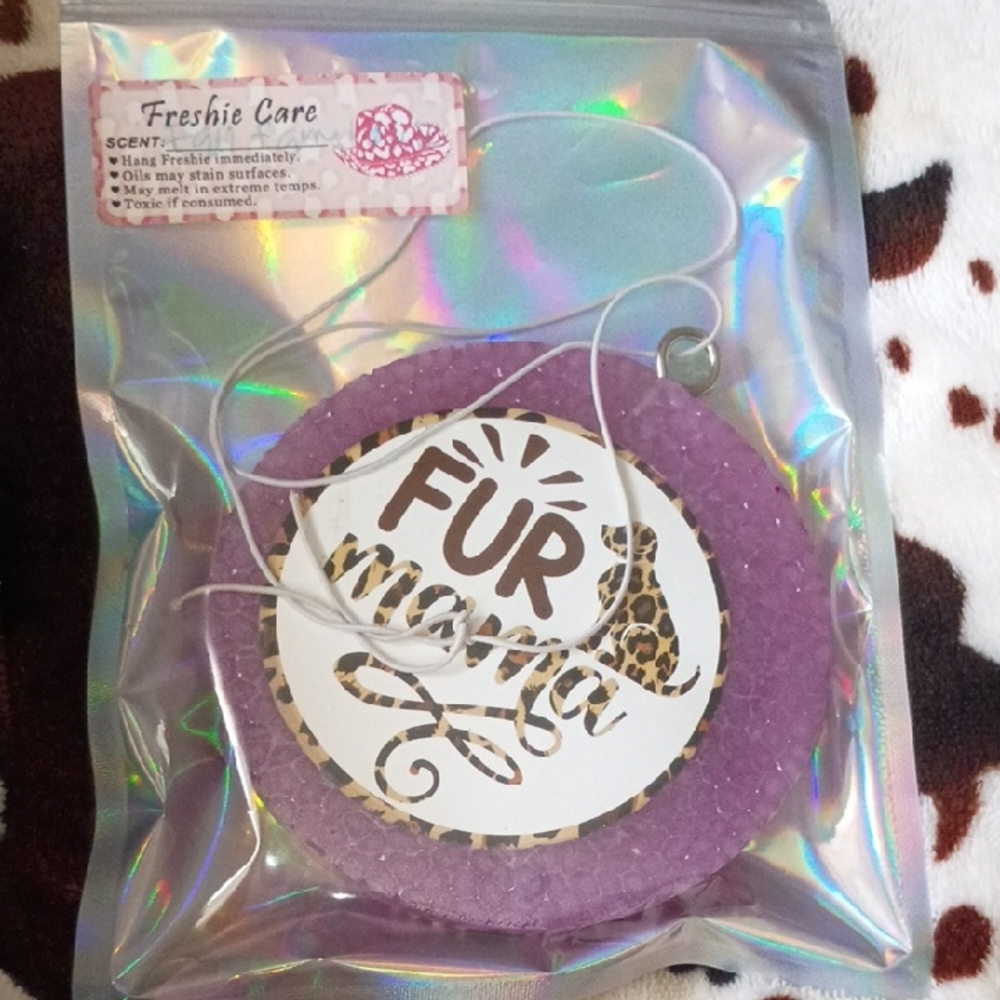 Freshie Care
SCENT:
♥ Hang Freshie immediately.
♥ Oils may stain surfaces.
♥ May melt in extreme temps.
♥ Toxic if consumed.
FUR
mama